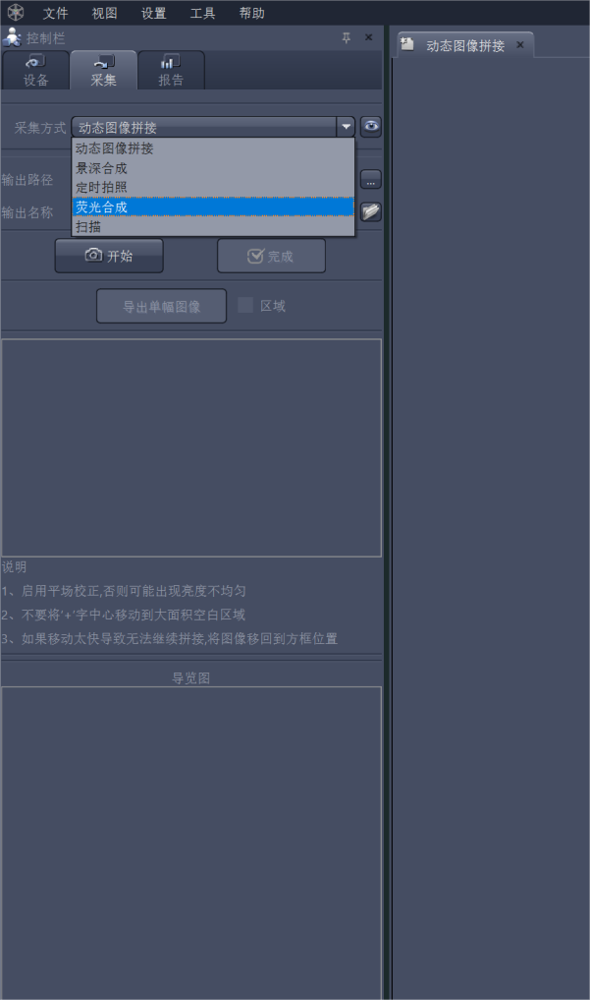 文件 视图 设置 工具 帮助
控制栏
动态图像拼接
设备 采集 报告
采集方式 动态图像拼接
动态图像拼接
景深合成
定时拍照
荧光合成
扫描
输出路径 ...
输出名称
开始 完成
导出单幅图像 区域
说明
1、启用平场校正,否则可能出现亮度不均匀
2、不要将'+'字中心移动到大面积空白区域
3、如果移动太快导致无法继续拼接,将图像移回到方框位置
导览图